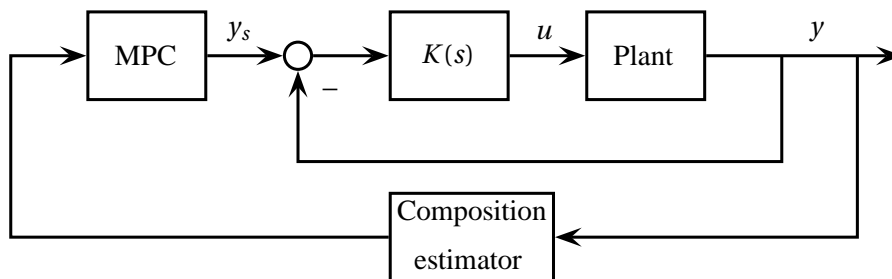 MPC
y_s
K(s)
u
Plant
y
−
Composition
estimator